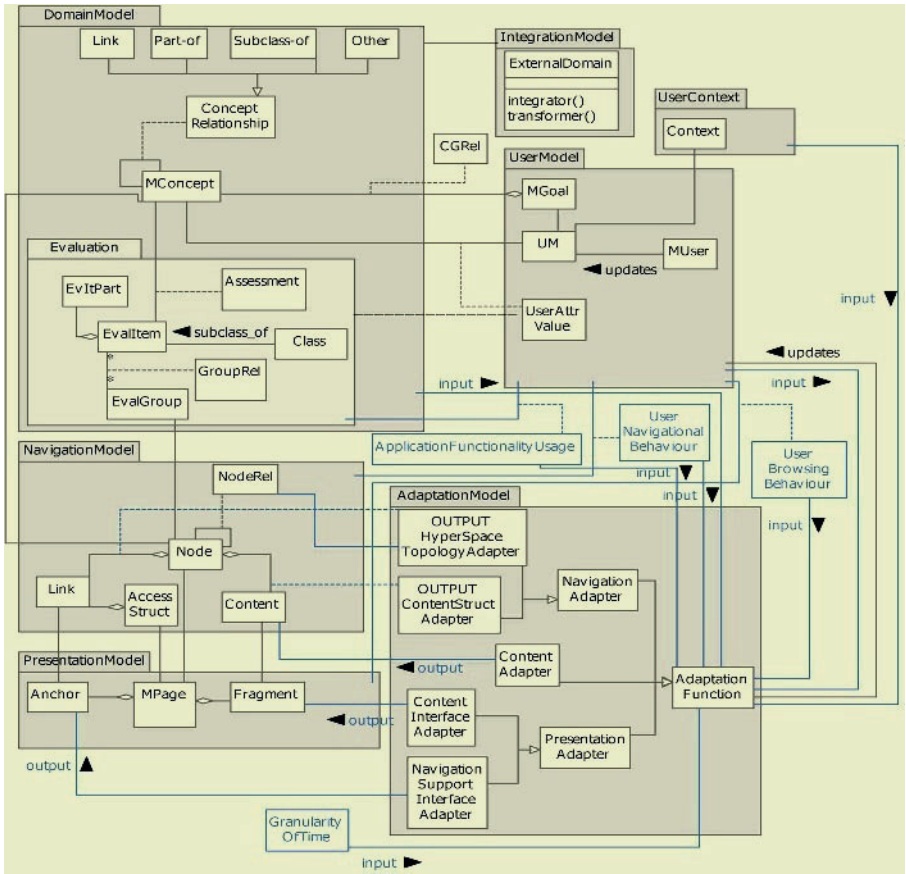 DomainModel
Link
Part-of
Subclass-of
Other
Concept
Relationship
MConcept
IntegrationModel
ExternalDomain
integrator()
transformer()
UserContext
Context
CGRel
UserModel
MGoal
UM
MUser
updates
UserAttr
Value
input
Evaluation
EvItPart
Assessment
EvalItem
subclass_of
Class
*
*
GroupRel
EvalGroup
updates
input
input
ApplicationFunctionalityUsage
User
Navigational
Behaviour
User
Browsing
Behaviour
input
input
input
NavigationModel
NodeRel
Node
Link
Access
Struct
Content
AdaptationModel
OUTPUT
HyperSpace
TopologyAdapter
OUTPUT
ContentStruct
Adapter
Navigation
Adapter
Content
Adapter
output
Adaptation
Function
PresentationModel
Anchor
MPage
Fragment
output
Content
Interface
Adapter
Presentation
Adapter
output
Navigation
Support
Interface
Adapter
Granularity
OfTime
input